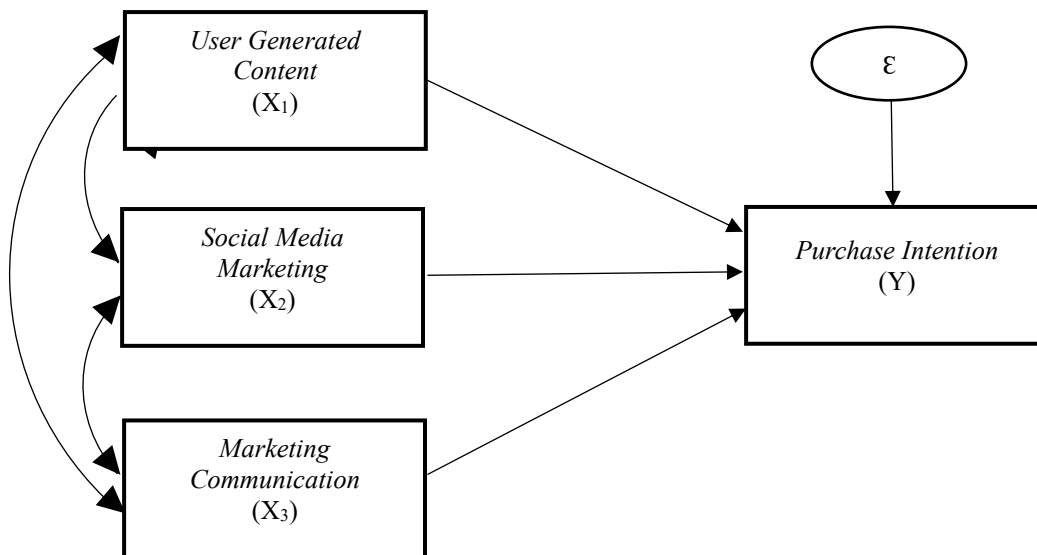 User Generated
Content
(X₁)
ε
Social Media
Marketing
(X₂)
Purchase Intention
(Y)
Marketing
Communication
(X₃)